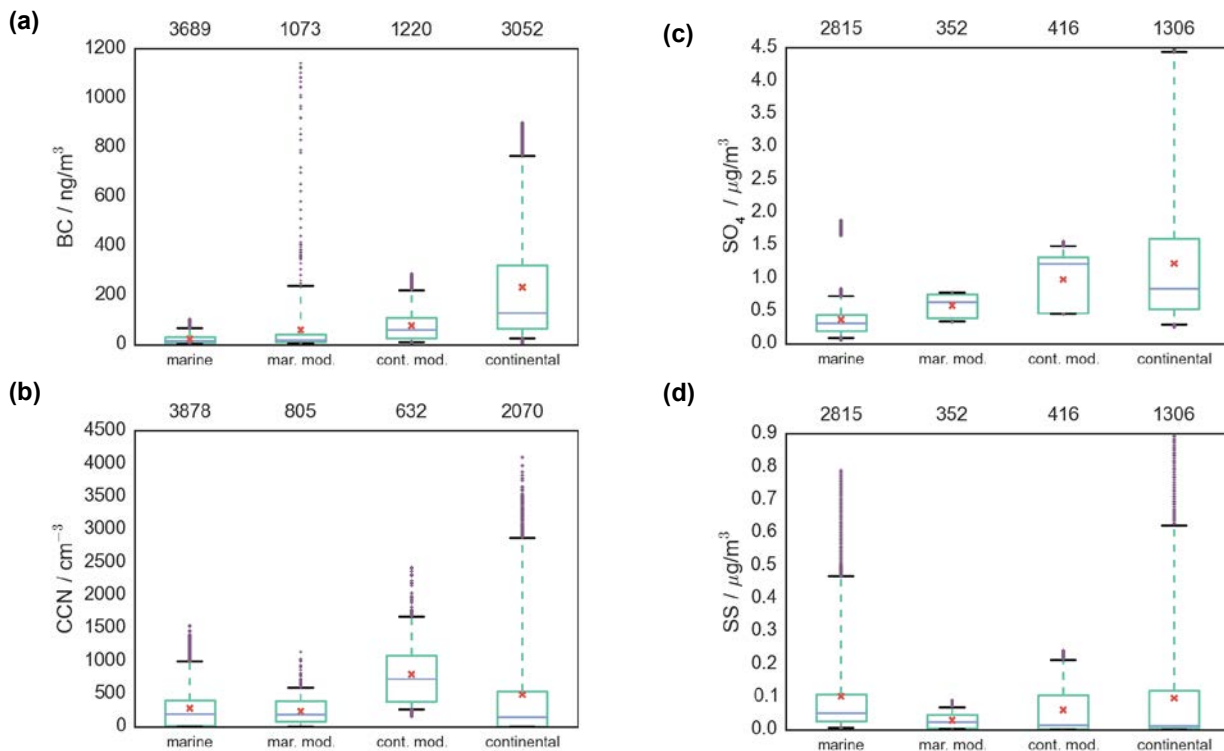 (a)
3689 1073 1220 3052
1200
1000
800
600
400
200
0
BC / ng/m³
marine mar. mod. cont. mod. continental
(b)
3878 805 632 2070
4500
4000
3500
3000
2500
2000
1500
1000
500
0
CCN / cm⁻³
marine mar. mod. cont. mod. continental
(c)
2815 352 416 1306
4.5
4.0
3.5
3.0
2.5
2.0
1.5
1.0
0.5
0.0
SO₄ / μg/m³
marine mar. mod. cont. mod. continental
(d)
2815 352 416 1306
0.9
0.8
0.7
0.6
0.5
0.4
0.3
0.2
0.1
0.0
SS / μg/m³
marine mar. mod. cont. mod. continental